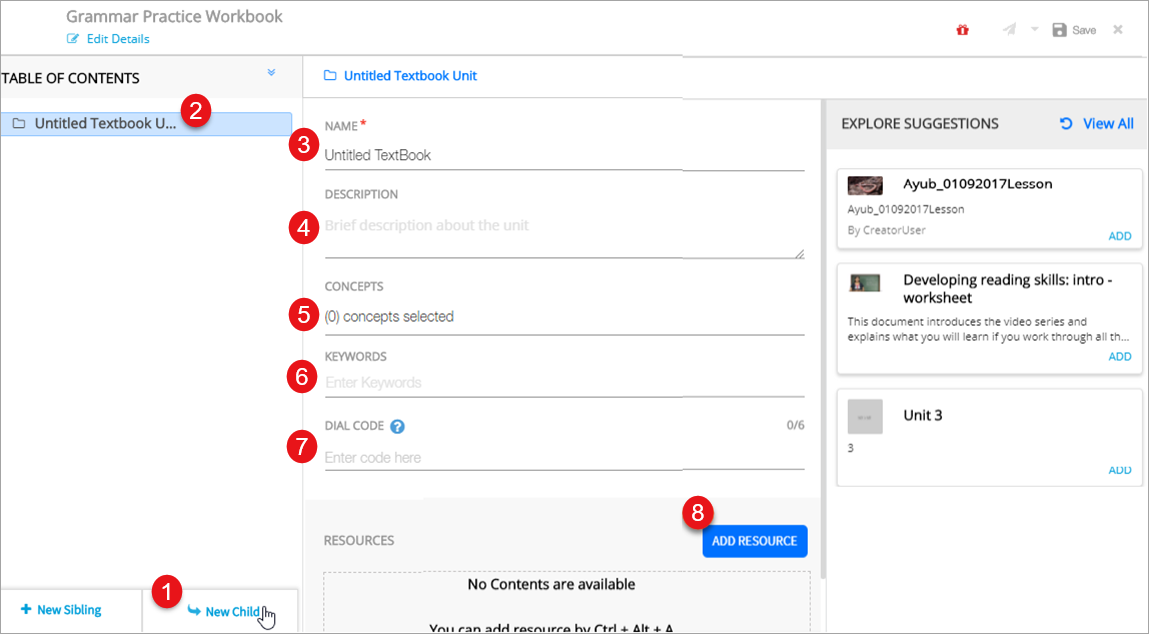 Grammar Practice Workbook
Edit Details
Save
TABLE OF CONTENTS
2
Untitled Textbook U...
1
New Sibling
New Child
Untitled Textbook Unit
NAME*
3
Untitled TextBook
DESCRIPTION
4
Brief description about the unit
CONCEPTS
5
(0) concepts selected
KEYWORDS
6
Enter Keywords
DIAL CODE ? 0/6
7
Enter code here
8
RESOURCES ADD RESOURCE
No Contents are available
You can add resource by Ctrl + Alt + A
EXPLORE SUGGESTIONS View All
Ayub_01092017Lesson
Ayub_01092017Lesson
By CreatorUser
ADD
Developing reading skills: intro -
worksheet
This document introduces the video series and
explains what you will learn if you work through all th...
ADD
Unit 3
3
ADD